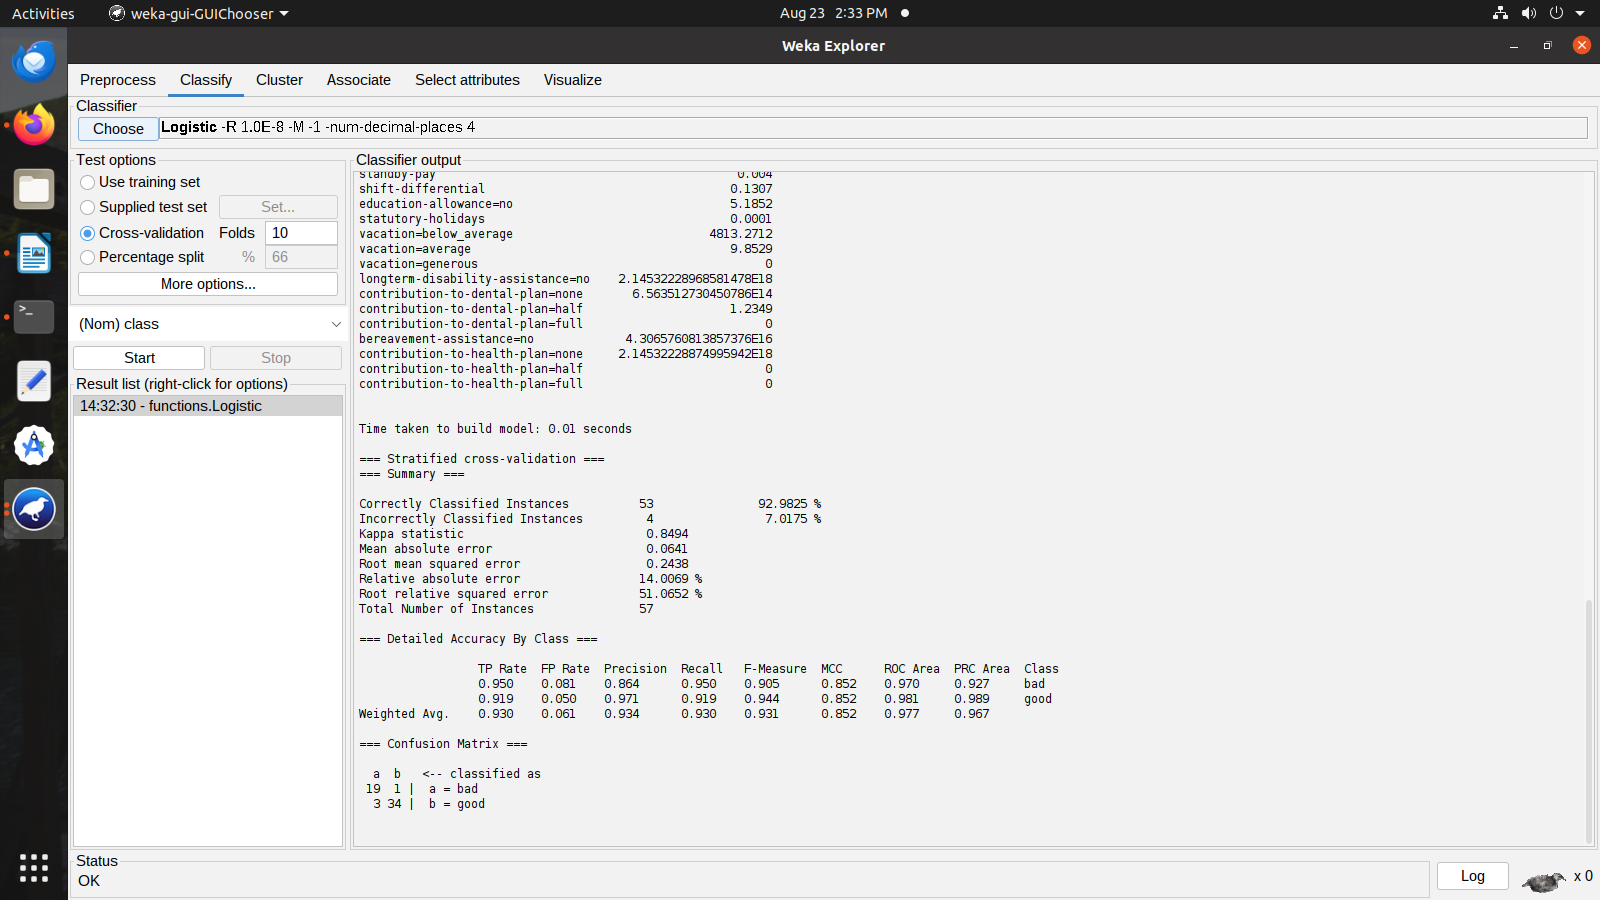 Activities weka-gui-GUIChooser Aug 23 2:33 PM
Weka Explorer
Preprocess Classify Cluster Associate Select attributes Visualize
Classifier
Choose Logistic -R 1.0E-8 -M -1 -num-decimal-places 4
Test options
Use training set
Supplied test set Set...
Cross-validation Folds 10
Percentage split % 66
More options...
(Nom) class
Start Stop
Result list (right-click for options)
14:32:30 - functions.Logistic
Classifier output
standby-pay 0.004
shift-differential 0.1307
education-allowance=no 5.1852
statutory-holidays 0.0001
vacation=below_average 4813.2712
vacation=average 9.8529
vacation=generous 0
longterm-disability-assistance=no 2.14532228968581478E18
contribution-to-dental-plan=none 6.563512730450786E14
contribution-to-dental-plan=half 1.2349
contribution-to-dental-plan=full 0
bereavement-assistance=no 4.3065760813857376E16
contribution-to-health-plan=none 2.14532228874995942E18
contribution-to-health-plan=half 0
contribution-to-health-plan=full 0
Time taken to build model: 0.01 seconds
=== Stratified cross-validation ===
=== Summary ===
Correctly Classified Instances 53 92.9825 %
Incorrectly Classified Instances 4 7.0175 %
Kappa statistic 0.8494
Mean absolute error 0.0641
Root mean squared error 0.2438
Relative absolute error 14.0069 %
Root relative squared error 51.0652 %
Total Number of Instances 57
=== Detailed Accuracy By Class ===
TP Rate FP Rate Precision Recall F-Measure MCC ROC Area PRC Area Class
0.950 0.081 0.864 0.950 0.905 0.852 0.970 0.927 bad
0.919 0.050 0.971 0.919 0.944 0.852 0.981 0.989 good
Weighted Avg. 0.930 0.061 0.934 0.930 0.931 0.852 0.977 0.967
=== Confusion Matrix ===
a b <-- classified as
19 1 | a = bad
3 34 | b = good
Status
OK
Log x 0